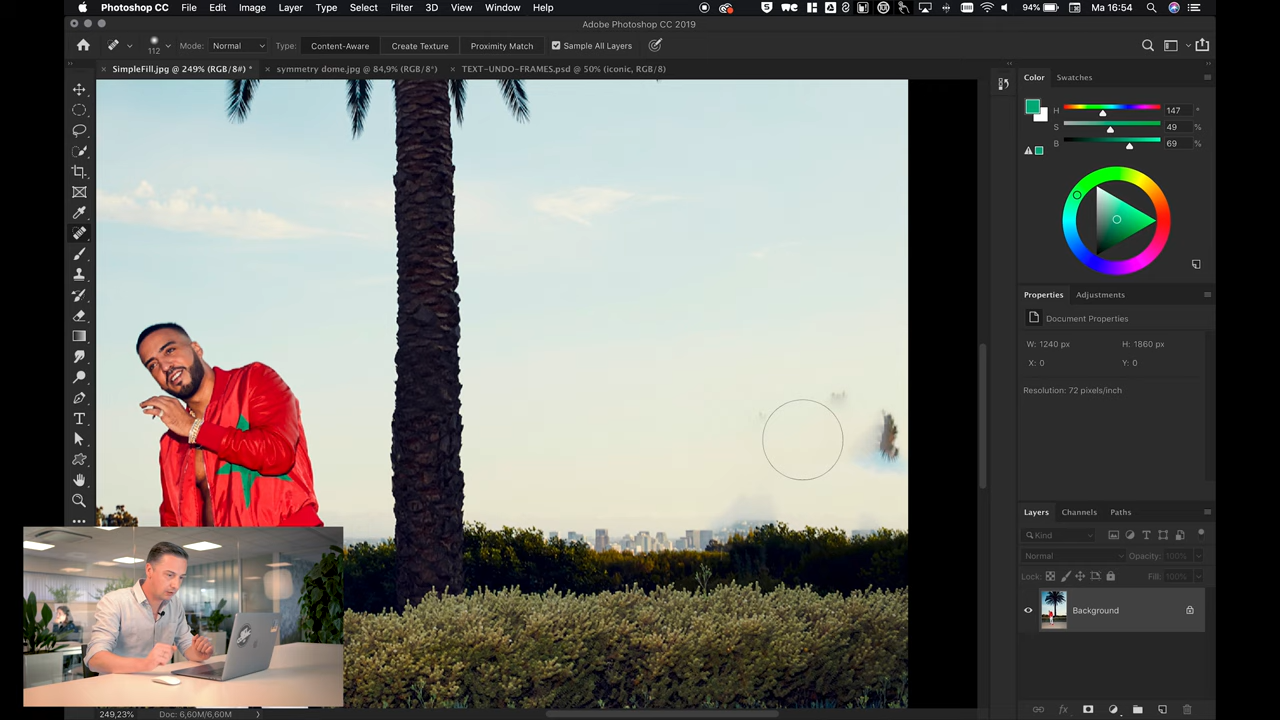 Photoshop CC File Edit Image Layer Type Select Filter 3D View Window Help 94% Ma 16:54
Adobe Photoshop CC 2019
112 Mode: Normal Type: Content-Aware Create Texture Proximity Match Sample All Layers
SimpleFill.jpg @ 249% (RGB/8#) * symmetry dome.jpg @ 84,9% (RGB/8*) TEXT-UNDO-FRAMES.psd @ 50% (iconic, RGB/8)
Color Swatches
H 147 °
S 49 %
B 69 %
Properties Adjustments
Document Properties
W: 1240 px H: 1860 px
X: 0 Y: 0
Resolution: 72 pixels/inch
Layers Channels Paths
Kind
Normal Opacity: 100%
Lock: Fill: 100%
Background
249,23% Doc: 6,60M/6,60M